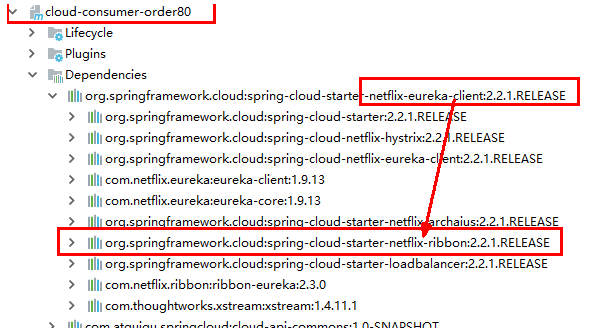 cloud-consumer-order80
Lifecycle
Plugins
Dependencies
org.springframework.cloud:spring-cloud-starter-netflix-eureka-client:2.2.1.RELEASE
org.springframework.cloud:spring-cloud-starter:2.2.1.RELEASE
org.springframework.cloud:spring-cloud-netflix-hystrix:2.2.1.RELEASE
org.springframework.cloud:spring-cloud-netflix-eureka-client:2.2.1.RELEASE
com.netflix.eureka:eureka-client:1.9.13
com.netflix.eureka:eureka-core:1.9.13
org.springframework.cloud:spring-cloud-starter-netflix-archaius:2.2.1.RELEASE
org.springframework.cloud:spring-cloud-starter-netflix-ribbon:2.2.1.RELEASE
org.springframework.cloud:spring-cloud-starter-loadbalancer:2.2.1.RELEASE
com.netflix.ribbon:ribbon-eureka:2.3.0
com.thoughtworks.xstream:xstream:1.4.11.1
com.atguigu.springcloud:cloud-api-commons:1.0-SNAPSHOT